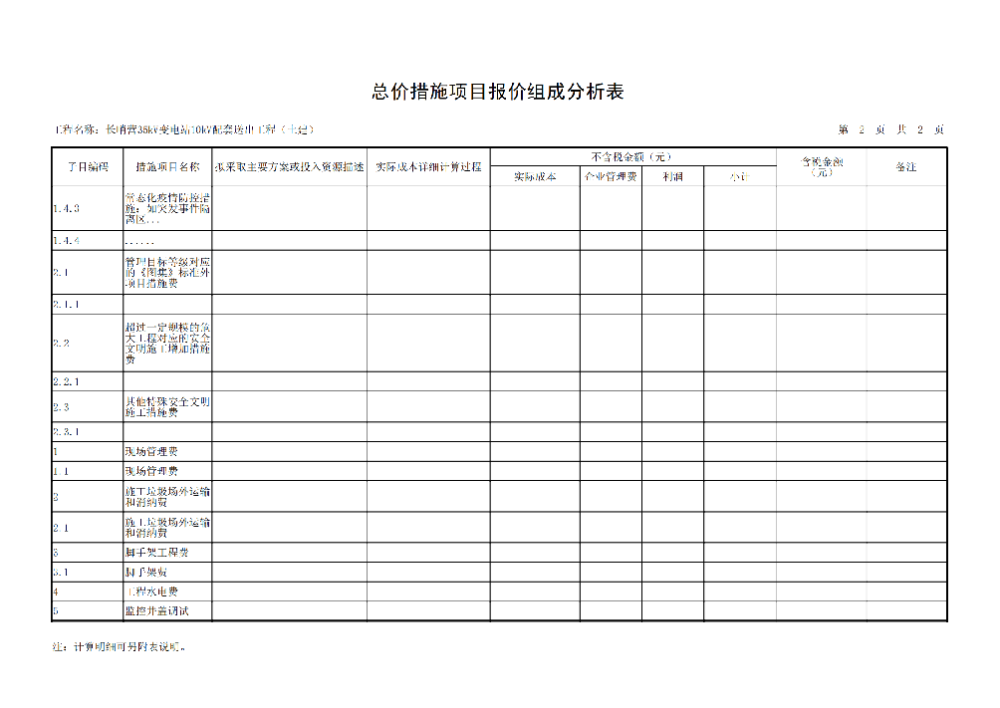 总价措施项目报价组成分析表
工程名称：长哨营35kV变电站10kV配套送出工程（土建）
第 2 页 共 2 页
子目编码 措施项目名称 拟采取主要方案或投入资源描述 实际成本详细计算过程 不含税金额（元） 含税金额（元） 备注
实际成本 企业管理费 利润 小计
1.4.3 常态化疫情防控措
施：如突发事件隔
离区...
1.4.4 ......
2.1 管理目标等级对应
的《图集》标准外
项目措施费
2.1.1
2.2 超过一定规模的危
大工程对应的安全
文明施工增加措施
费
2.2.1
2.3 其他特殊安全文明
施工措施费
2.3.1
1 现场管理费
1.1 现场管理费
2 施工垃圾场外运输
和消纳费
2.1 施工垃圾场外运输
和消纳费
3 脚手架工程费
3.1 脚手架费
4 工程水电费
5 监控井盖调试
注：计算明细可另附表说明。